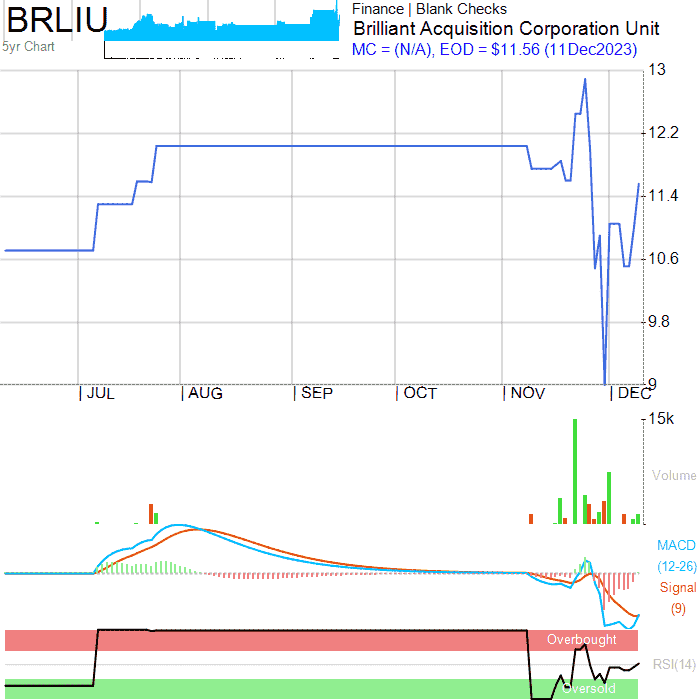 BRLIU
5yr Chart
Finance | Blank Checks
Brilliant Acquisition Corporation Unit
MC = (N/A), EOD = $11.56 (11Dec2023)
13
12.2
11.4
10.6
9.8
9
JUL AUG SEP OCT NOV DEC
15k
Volume
MACD
(12-26)
Signal
(9)
Overbought
RSI(14)
Oversold